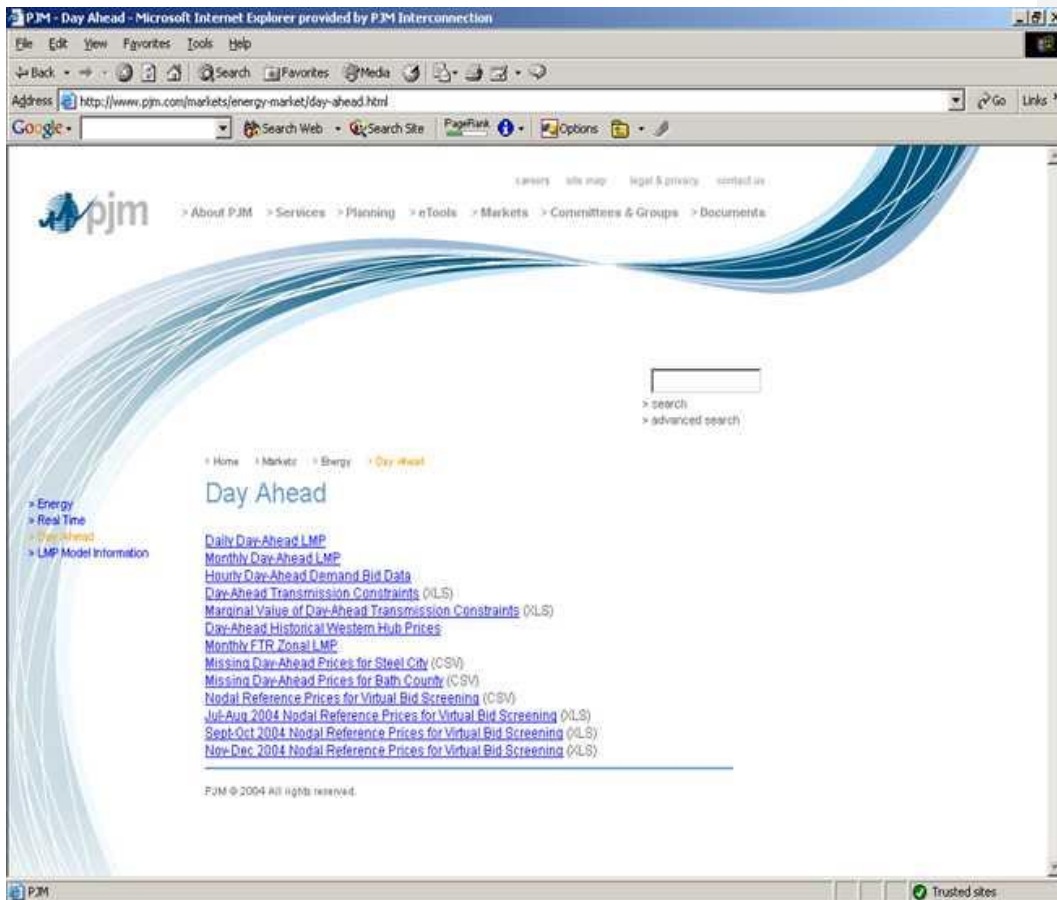 PJM - Day Ahead - Microsoft Internet Explorer provided by PJM Interconnection
File Edit View Favorites Tools Help
Back Search Favorites Media
Address http://www.pjm.com/markets/energy-market/day-ahead.html Go Links
Google Search Web Search Site PageRank Options
careers site map legal & privacy contact us
pjm > About PJM > Services > Planning > eTools > Markets > Committees & Groups > Documents
> search
> advanced search
> Home > Markets > Energy > Day Ahead
Day Ahead
> Energy
> Real Time
> Day Ahead
> LMP Model Information
Daily Day-Ahead LMP
Monthly Day-Ahead LMP
Hourly Day-Ahead Demand Bid Data
Day-Ahead Transmission Constraints (XLS)
Marginal Value of Day-Ahead Transmission Constraints (XLS)
Day-Ahead Historical Western Hub Prices
Monthly FTR Zonal LMP
Missing Day-Ahead Prices for Steel City (CSV)
Missing Day-Ahead Prices for Bath County (CSV)
Nodal Reference Prices for Virtual Bid Screening (CSV)
Jul-Aug 2004 Nodal Reference Prices for Virtual Bid Screening (XLS)
Sept-Oct 2004 Nodal Reference Prices for Virtual Bid Screening (XLS)
Nov-Dec 2004 Nodal Reference Prices for Virtual Bid Screening (XLS)
PJM © 2004 All rights reserved.
PJM Trusted sites